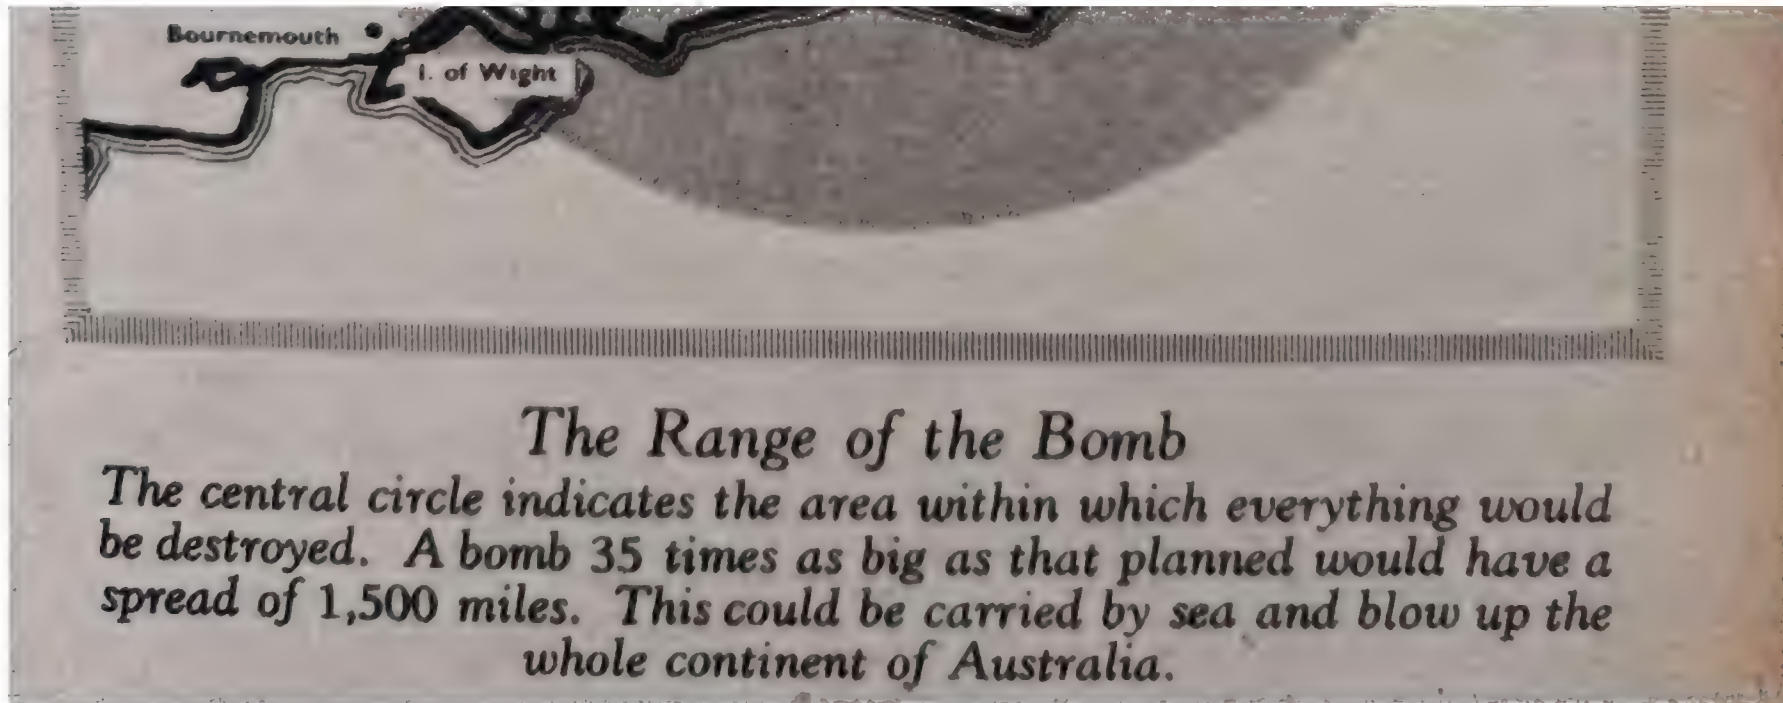 Bournemouth
I. of Wight
The Range of the Bomb
The central circle indicates the area within which everything would
be destroyed. A bomb 35 times as big as that planned would have a
spread of 1,500 miles. This could be carried by sea and blow up the
whole continent of Australia.